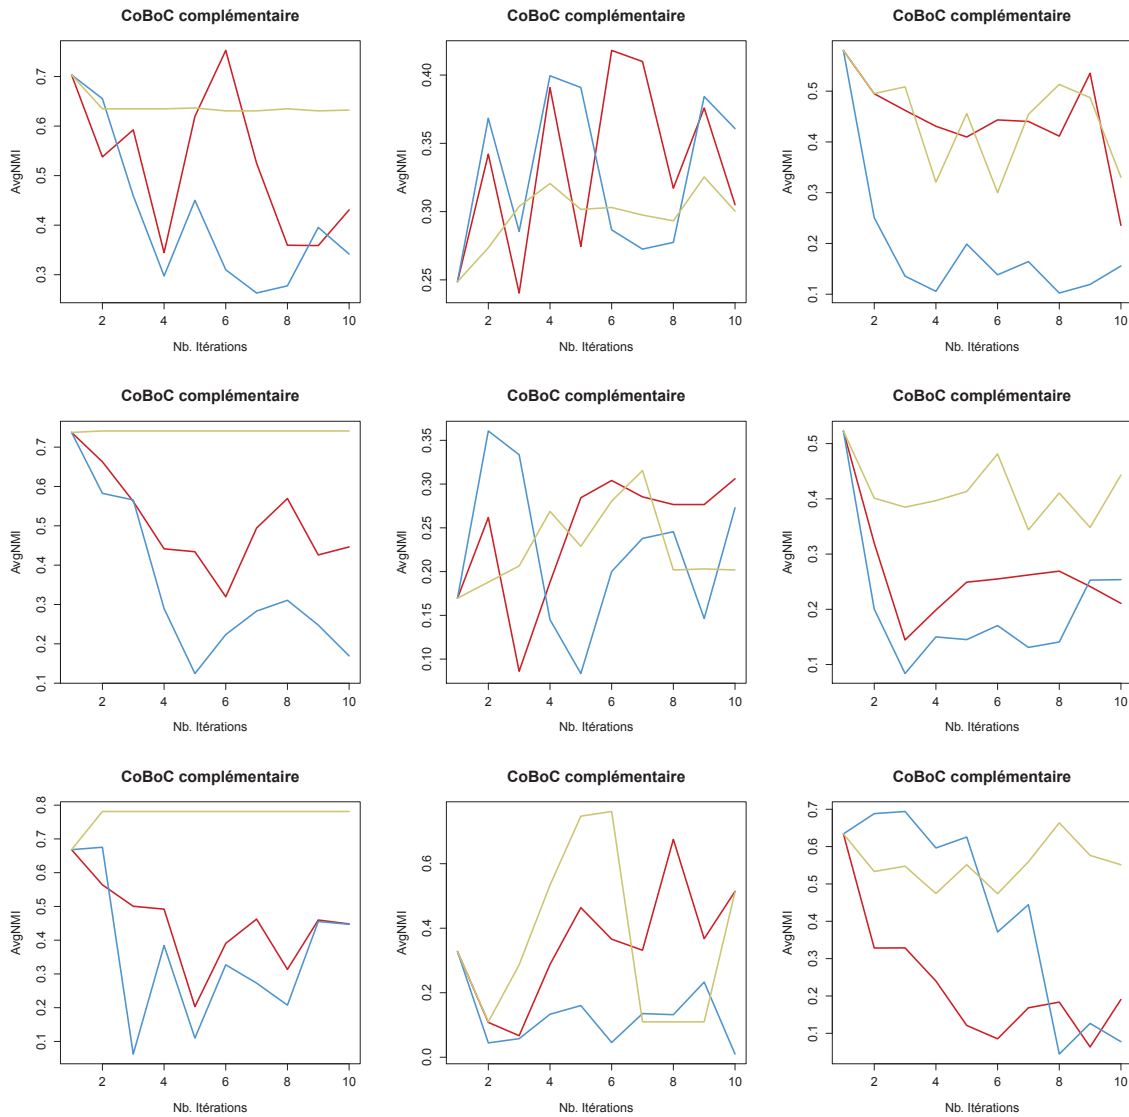 CoBoC complémentaire
CoBoC complémentaire
CoBoC complémentaire
AvgNMI
0.3 0.4 0.5 0.6 0.7
2 4 6 8 10
Nb. Itérations
AvgNMI
0.25 0.30 0.35 0.40
2 4 6 8 10
Nb. Itérations
AvgNMI
0.1 0.2 0.3 0.4 0.5
2 4 6 8 10
Nb. Itérations
CoBoC complémentaire
CoBoC complémentaire
CoBoC complémentaire
AvgNMI
0.1 0.2 0.3 0.4 0.5 0.6 0.7
2 4 6 8 10
Nb. Itérations
AvgNMI
0.10 0.15 0.20 0.25 0.30 0.35
2 4 6 8 10
Nb. Itérations
AvgNMI
0.1 0.2 0.3 0.4 0.5
2 4 6 8 10
Nb. Itérations
CoBoC complémentaire
CoBoC complémentaire
CoBoC complémentaire
AvgNMI
0.1 0.2 0.3 0.4 0.5 0.6 0.7 0.8
2 4 6 8 10
Nb. Itérations
AvgNMI
0.0 0.2 0.4 0.6
2 4 6 8 10
Nb. Itérations
AvgNMI
0.1 0.2 0.3 0.4 0.5 0.6 0.7
2 4 6 8 10
Nb. Itérations